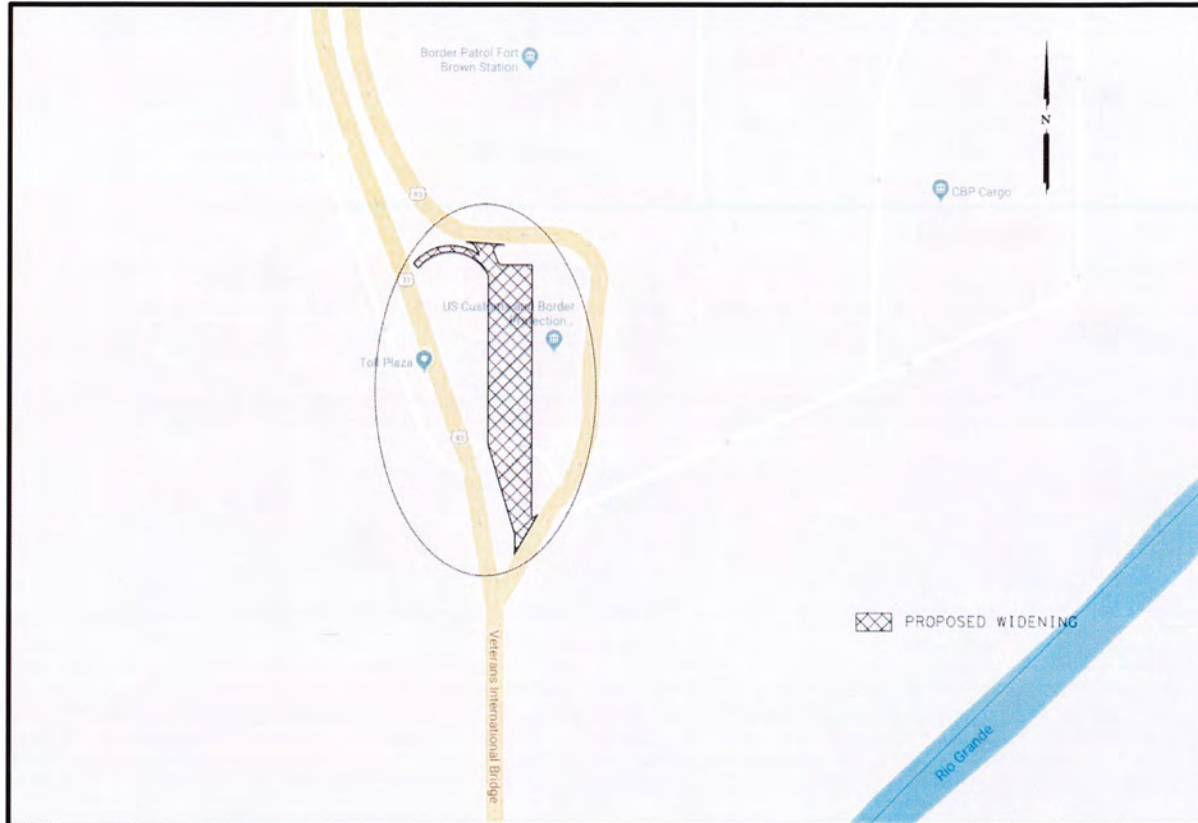 Border Patrol Fort
Brown Station
N
CBP Cargo
83
77
US Customs and Border
Protection...
Toll Plaza
83
PROPOSED WIDENING
Veterans International Bridge
Rio Grande